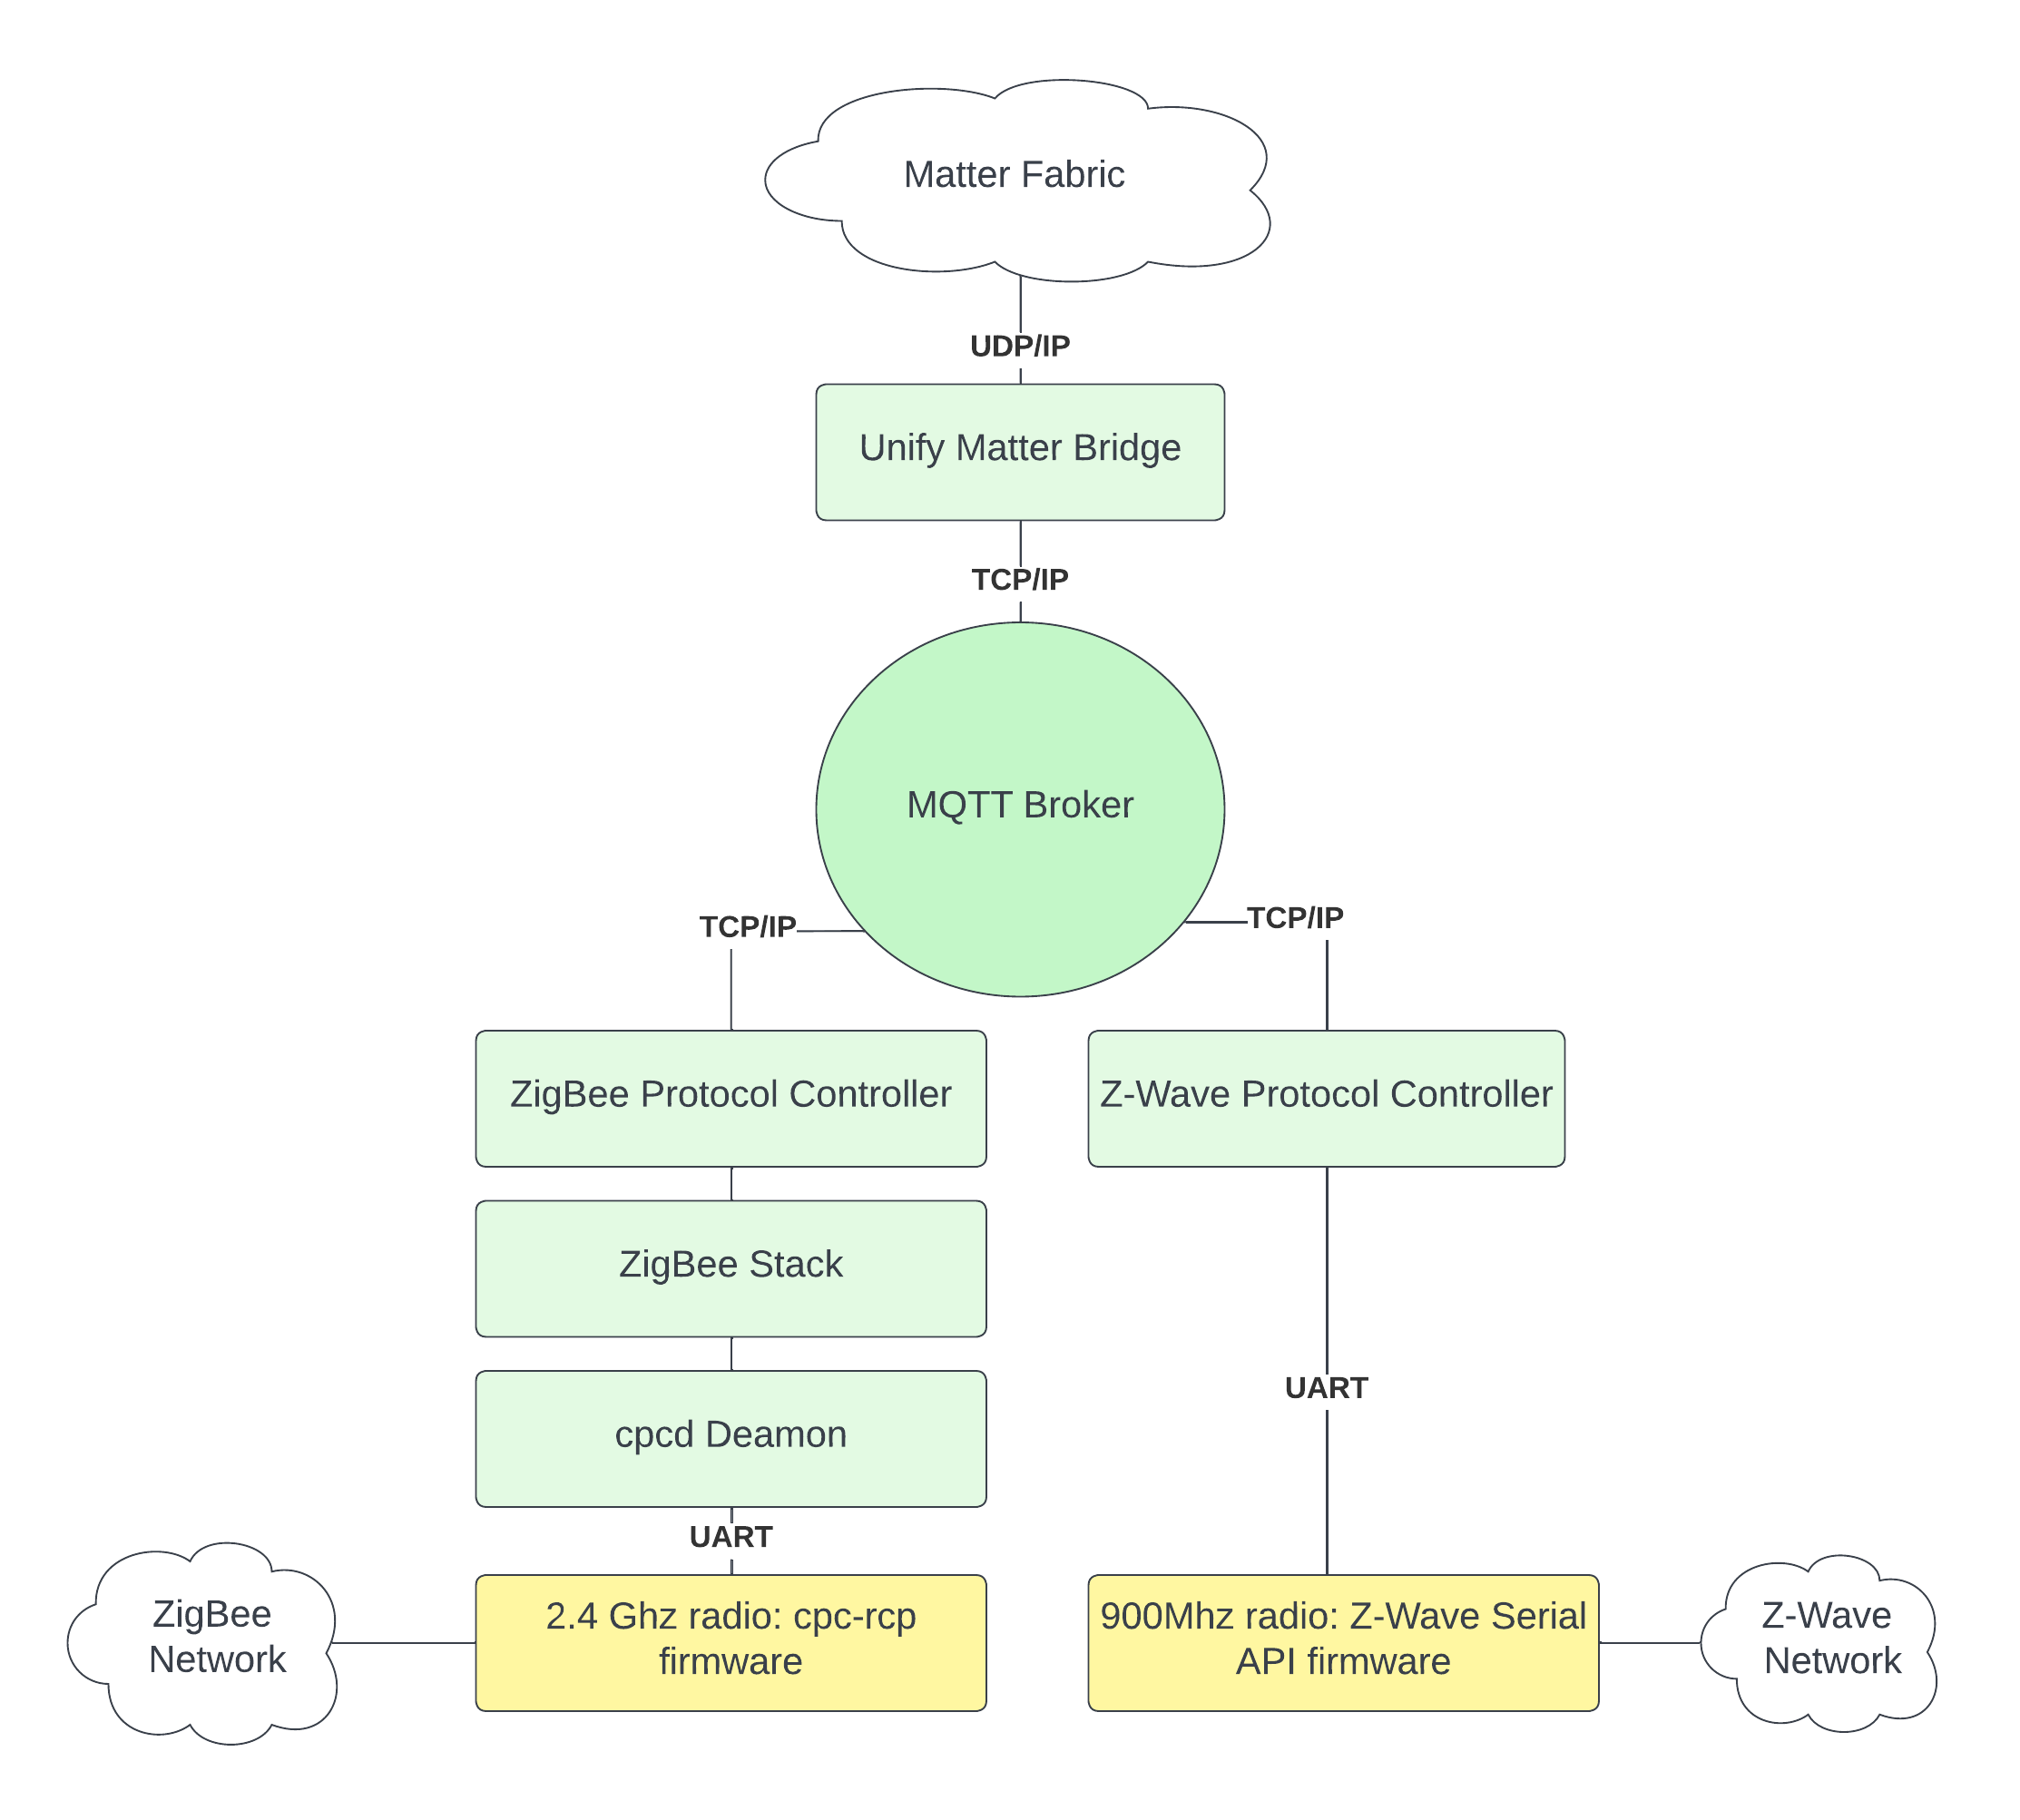 Matter Fabric
UDP/IP
Unify Matter Bridge
TCP/IP
MQTT Broker
TCP/IP
TCP/IP
ZigBee Protocol Controller
Z-Wave Protocol Controller
ZigBee Stack
UART
cpcd Deamon
UART
ZigBee
Network
2.4 Ghz radio: cpc-rcp
firmware
900Mhz radio: Z-Wave Serial
API firmware
Z-Wave
Network